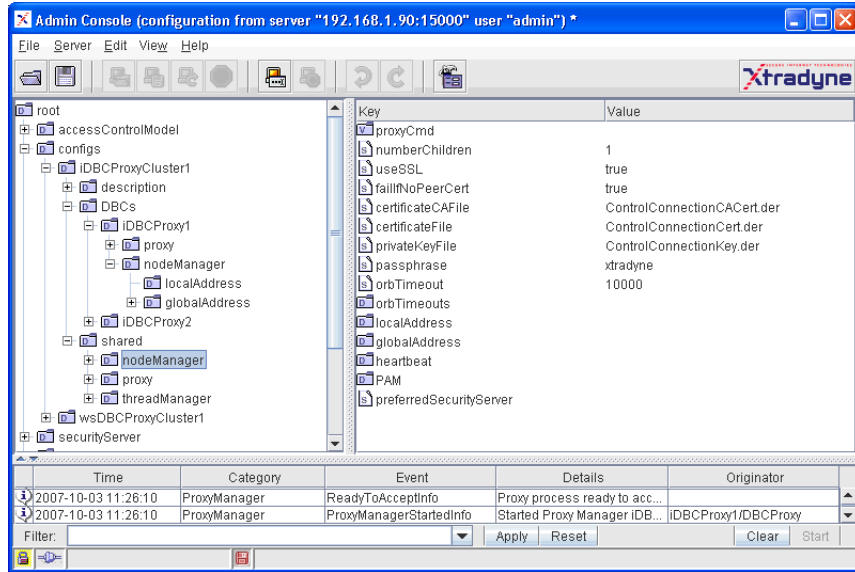 Admin Console (configuration from server "192.168.1.90:15000" user "admin") *
File Server Edit View Help
Xtradyne
root
accessControlModel
configs
iDBCProxyCluster1
description
DBCs
iDBCProxy1
proxy
nodeManager
localAddress
globalAddress
iDBCProxy2
shared
nodeManager
proxy
threadManager
wsDBCProxyCluster1
securityServer
Key Value
proxyCmd
numberChildren 1
useSSL true
failIfNoPeerCert true
certificateCAFile ControlConnectionCACert.der
certificateFile ControlConnectionCert.der
privateKeyFile ControlConnectionKey.der
passphrase xtradyne
orbTimeout 10000
orbTimeouts
localAddress
globalAddress
heartbeat
PAM
preferredSecurityServer
Time Category Event Details Originator
2007-10-03 11:26:10 ProxyManager ReadyToAcceptInfo Proxy process ready to acc...
2007-10-03 11:26:10 ProxyManager ProxyManagerStartedInfo Started Proxy Manager iDB... iDBCProxy1/DBCProxy
Filter: Apply Reset Clear Start